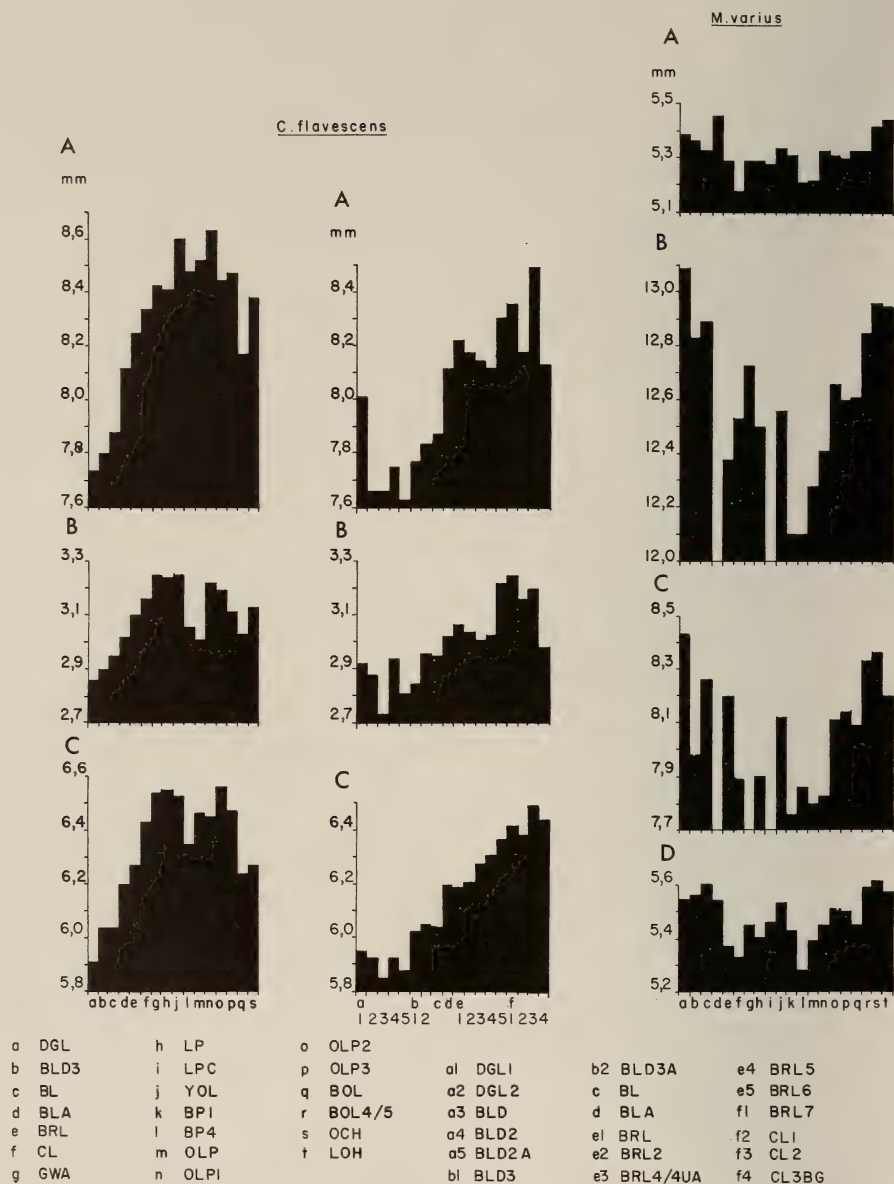 M.varius
A
mm
5,5
5,3
5,1
B
13,0
12,8
12,6
12,4
12,2
12,0
C
8,5
8,3
8,1
7,9
7,7
D
5,6
5,4
5,2
abcdefghijklmnopqrst
C.flavescens
A
mm
8,6
8,4
8,2
8,0
7,8
7,6
B
3,3
3,1
2,9
2,7
C
6,6
6,4
6,2
6,0
5,8
abcdefghjlmnopqs
A
mm
8,4
8,2
8,0
7,8
7,6
B
3,3
3,1
2,9
2,7
C
6,4
6,2
6,0
5,8
a b c d e f
1234512 123451234
a DGL
b BLD3
c BL
d BLA
e BRL
f CL
g GWA
h LP
i LPC
j YOL
k BP1
l BP4
m OLP
n OLP1
o OLP2
p OLP3
q BOL
r BOL4/5
s OCH
t LOH
a1 DGL1
a2 DGL2
a3 BLD
a4 BLD2
a5 BLD2A
b1 BLD3
b2 BLD3A
c BL
d BLA
e1 BRL
e2 BRL2
e3 BRL4/4UA
e4 BRL5
e5 BRL6
f1 BRL7
f2 CL1
f3 CL2
f4 CL3BG